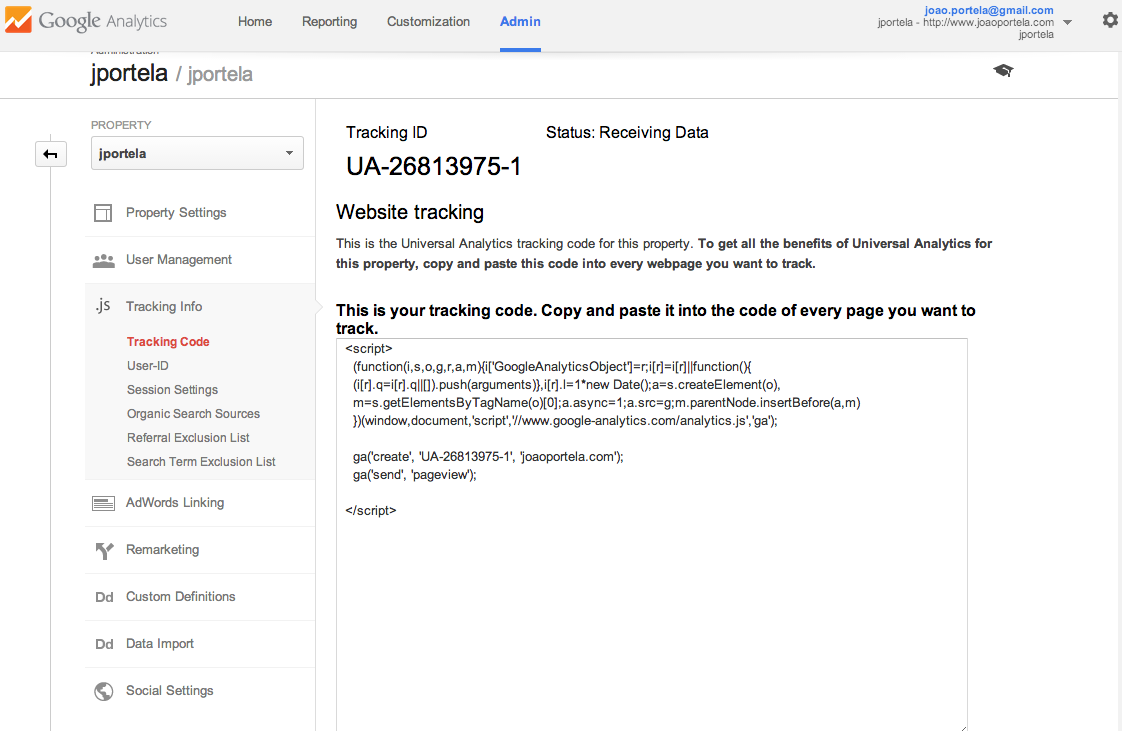 Google Analytics
Home
Reporting
Customization
Admin
joao.portela@gmail.com
jportela - http://www.joaoportela.com
jportela
Administration
jportela / jportela
PROPERTY
jportela
Property Settings
User Management
.js Tracking Info
Tracking Code
User-ID
Session Settings
Organic Search Sources
Referral Exclusion List
Search Term Exclusion List
AdWords Linking
Remarketing
Dd Custom Definitions
Dd Data Import
Social Settings
Tracking ID
Status: Receiving Data
UA-26813975-1
Website tracking
This is the Universal Analytics tracking code for this property. To get all the benefits of Universal Analytics for
this property, copy and paste this code into every webpage you want to track.
This is your tracking code. Copy and paste it into the code of every page you want to
track.
<script>
(function(i,s,o,g,r,a,m){i['GoogleAnalyticsObject']=r;i[r]=i[r]||function(){
(i[r].q=i[r].q||[]).push(arguments)},i[r].l=1*new Date();a=s.createElement(o),
m=s.getElementsByTagName(o)[0];a.async=1;a.src=g;m.parentNode.insertBefore(a,m)
})(window,document,'script','//www.google-analytics.com/analytics.js','ga');
ga('create', 'UA-26813975-1', 'joaoportela.com');
ga('send', 'pageview');
</script>